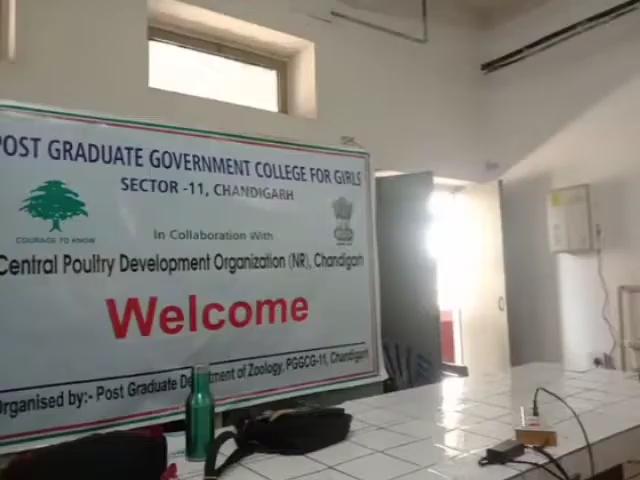 POST GRADUATE GOVERNMENT COLLEGE FOR GIRLS
SECTOR -11, CHANDIGARH
COURAGE TO KNOW
In Collaboration With
Central Poultry Development Organization (NR), Chandigarh
Welcome
Organised by:- Post Graduate Department of Zoology, PGGCG-11, Chandigarh